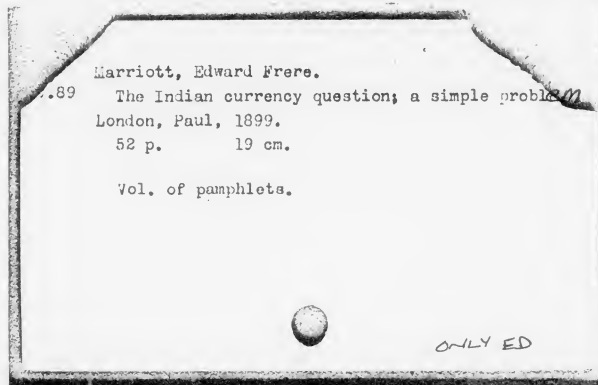 Marriott, Edward Frere.
.89 The Indian currency question; a simple problem
London, Paul, 1899.
52 p. 19 cm.
Vol. of pamphlets.
ONLY ED